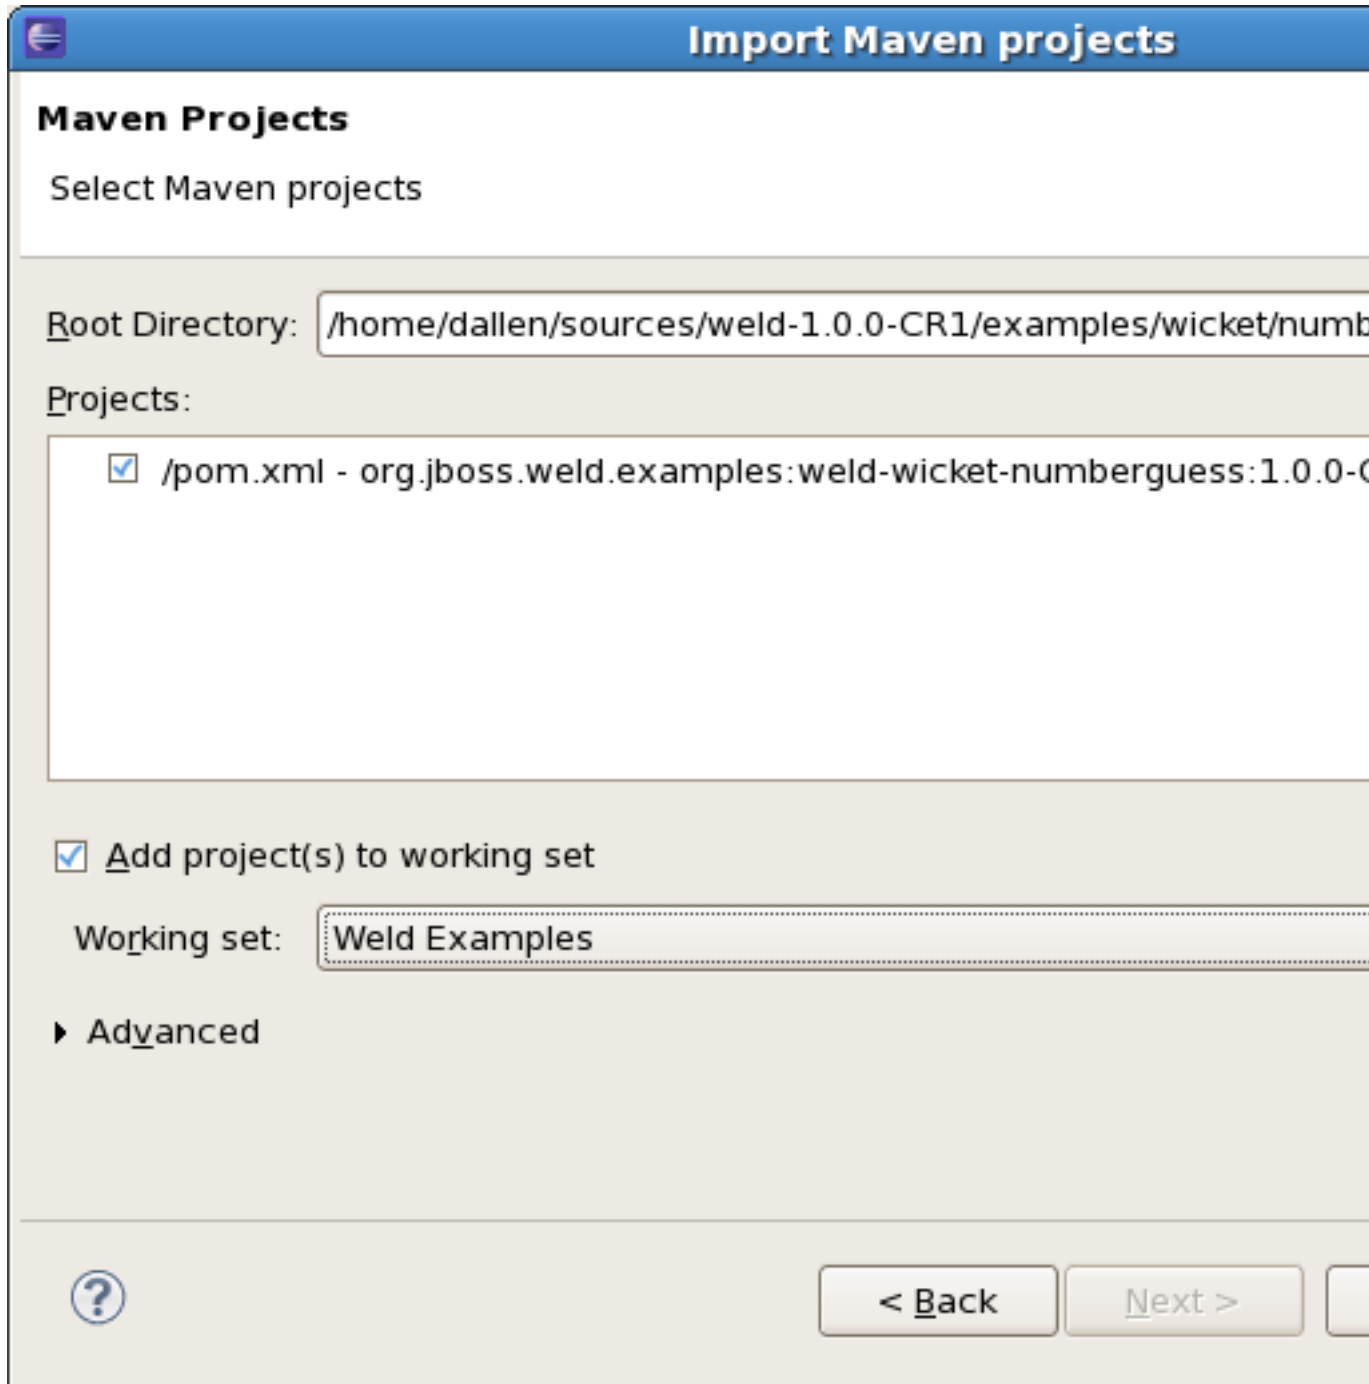 Import Maven projects
Maven Projects
Select Maven projects
Root Directory: /home/dallen/sources/weld-1.0.0-CR1/examples/wicket/numb
Projects:
/pom.xml - org.jboss.weld.examples:weld-wicket-numberguess:1.0.0-C
Add project(s) to working set
Working set: Weld Examples
Advanced
< Back Next >